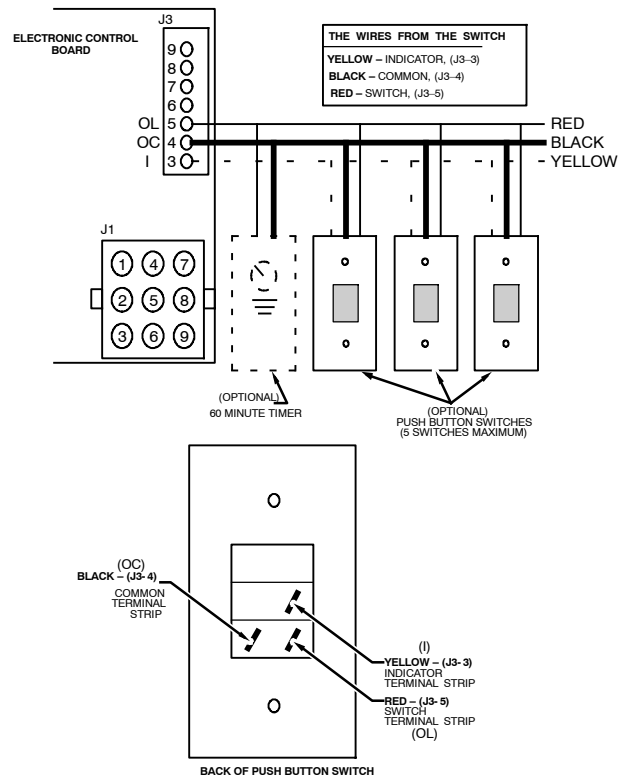 J3
ELECTRONIC CONTROL
BOARD
THE WIRES FROM THE SWITCH
YELLOW – INDICATOR, (J3–3)
BLACK – COMMON, (J3–4)
RED – SWITCH, (J3–5)
9
8
7
6
OL 5
OC 4
I 3
RED
BLACK
YELLOW
J1
1 4 7
2 5 8
3 6 9
(OPTIONAL)
60 MINUTE TIMER
(OPTIONAL)
PUSH BUTTON SWITCHES
(5 SWITCHES MAXIMUM)
(OC)
BLACK – (J3- 4)
COMMON
TERMINAL
STRIP
(I)
YELLOW – (J3- 3)
INDICATOR
TERMINAL STRIP
RED – (J3- 5)
SWITCH
TERMINAL STRIP
(OL)
BACK OF PUSH BUTTON SWITCH